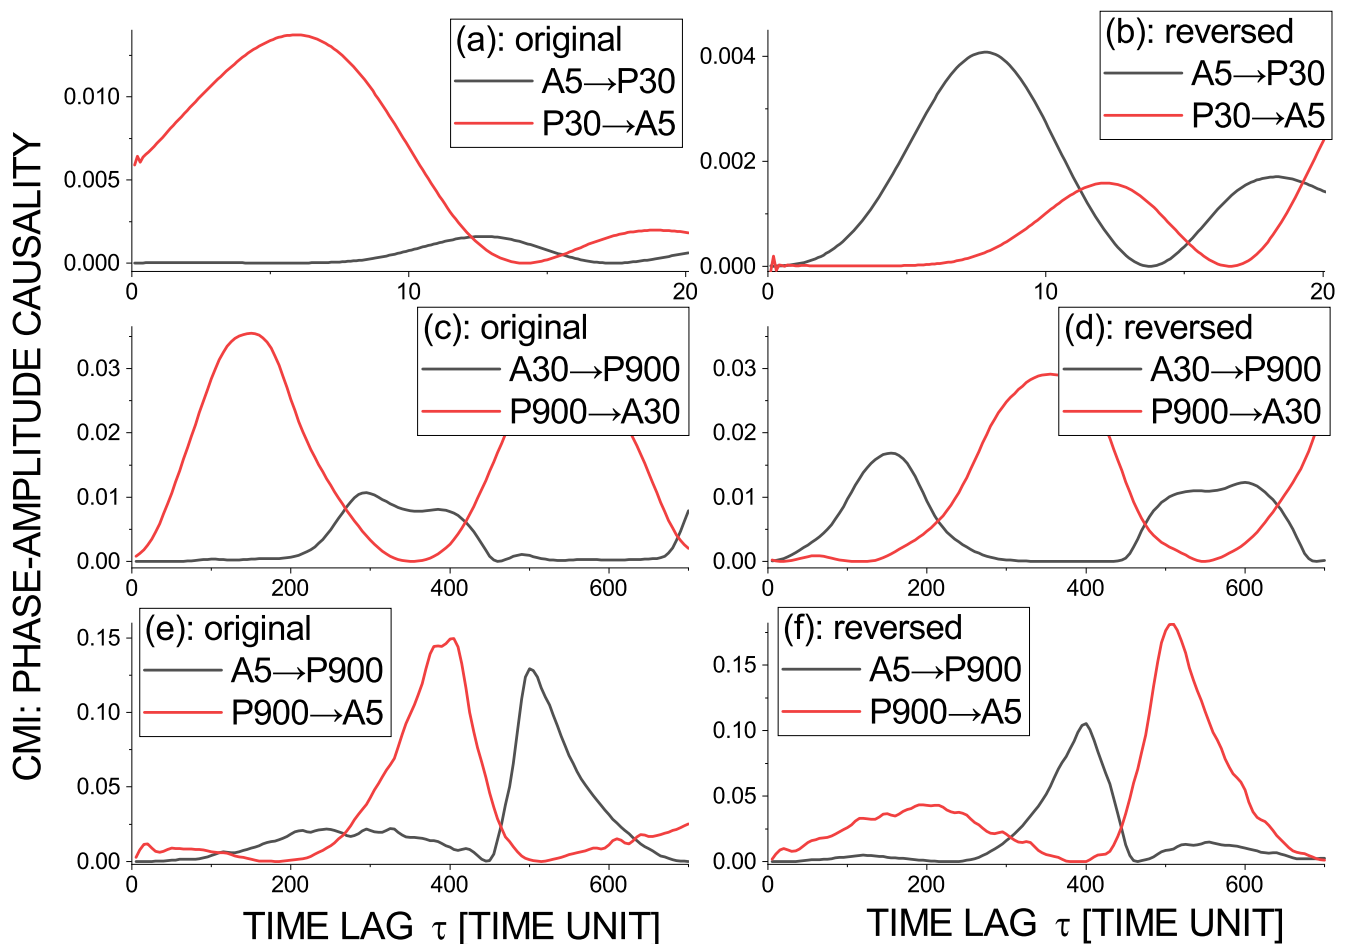 CMI: PHASE-AMPLITUDE CAUSALITY
(a): original
A5→P30
P30→A5
0.010
0.005
0.000
0
10
20
(b): reversed
A5→P30
P30→A5
0.004
0.002
0.000
0
10
20
(c): original
A30→P900
P900→A30
0.03
0.02
0.01
0.00
0
200
400
600
(d): reversed
A30→P900
P900→A30
0.03
0.02
0.01
0.00
0
200
400
600
(e): original
A5→P900
P900→A5
0.15
0.10
0.05
0.00
0
200
400
600
(f): reversed
A5→P900
P900→A5
0.15
0.10
0.05
0.00
0
200
400
600
TIME LAG τ [TIME UNIT]
TIME LAG τ [TIME UNIT]